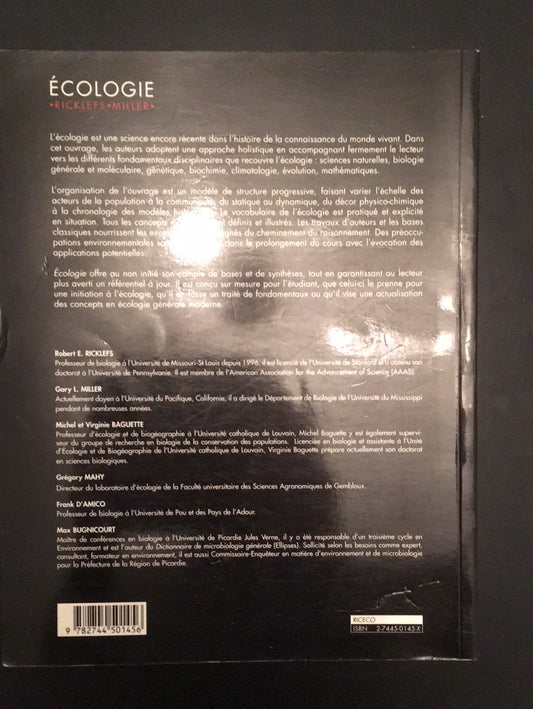 ÉCOLOGIE
•RICKLEFS•MILLER•
L'écologie est une science encore récente dans l'histoire de la connaissance du monde vivant. Dans
cet ouvrage, les auteurs adoptent une approche holistique en accompagnant fermement le lecteur
vers les différents fondamentaux disciplinaires que recouvre l'écologie : sciences naturelles, biologie
générale et moléculaire, génétique, biochimie, climatologie, évolution, mathématiques.
L'organisation de l'ouvrage est un modèle de structure progressive, faisant varier l'échelle des
acteurs de la population à la communauté, du statique au dynamique, du décor physico-chimique
à la chronologie des modèles Le vocabulaire de l'écologie est pratiqué et explicité
en situation. Tous les concepts définis et illustrés. Les travaux d'auteurs et les bases
classiques nourrissent les du cheminement du raisonnement. Des préoccu-
pations environnementales dans le prolongement du cours avec l'évocation des
applications potentielles.
Écologie offre au non initié son compte de bases et de synthèses, tout en garantissant au lecteur
plus averti un référentiel à jour. Il est conçu sur mesure pour l'étudiant, que celui-ci le prenne pour
une initiation à l'écologie, qu'il en fasse un traité de fondamentaux ou qu'il vise une actualisation
des concepts en écologie générale moderne.
Robert E. RICKLEFS
Professeur de biologie à l'Université de Missouri-St Louis depuis 1996, il est licencié de l'Université de Stanford et a obtenu son
doctorat à l'Université de Pennsylvanie. Il est membre de l'American Association for the Advancement of Science (AAAS)
Gary L. MILLER
Actuellement doyen à l'Université du Pacifique, Californie, il a dirigé le Département de Biologie de l'Université du Mississippi
pendant de nombreuses années.
Michel et Virginie BAGUETTE
Professeur d'écologie et de biogéographie à l'Université catholique de Louvain, Michel Baguette y est également supervi-
seur du groupe de recherche en biologie de la conservation des populations. Licenciée en biologie et assistante à l'Unité
d'Écologie et de Biogéographie de l'Université catholique de Louvain, Virginie Baguette prépare actuellement son doctorat
en sciences biologiques.
Grégory MAHY
Directeur du laboratoire d'écologie de la Faculté universitaire des Sciences Agronomiques de Gembloux.
Frank D'AMICO
Professeur de biologie à l'Université de Pau et des Pays de l'Adour.
Max BUGNICOURT
Maître de conférences en biologie à l'Université de Picardie Jules Verne, il y a été responsable d'un troisième cycle en
Environnement et est l'auteur du Dictionnaire de microbiologie générale (Ellipses). Sollicité selon les besoins comme expert,
consultant, formateur en environnement, il est aussi Commissaire-Enquêteur en matière d'environnement et de microbiologie
pour la Préfecture de la Région de Picardie.
9 782744 501456
RICECO
ISBN 2-7445-0145-X